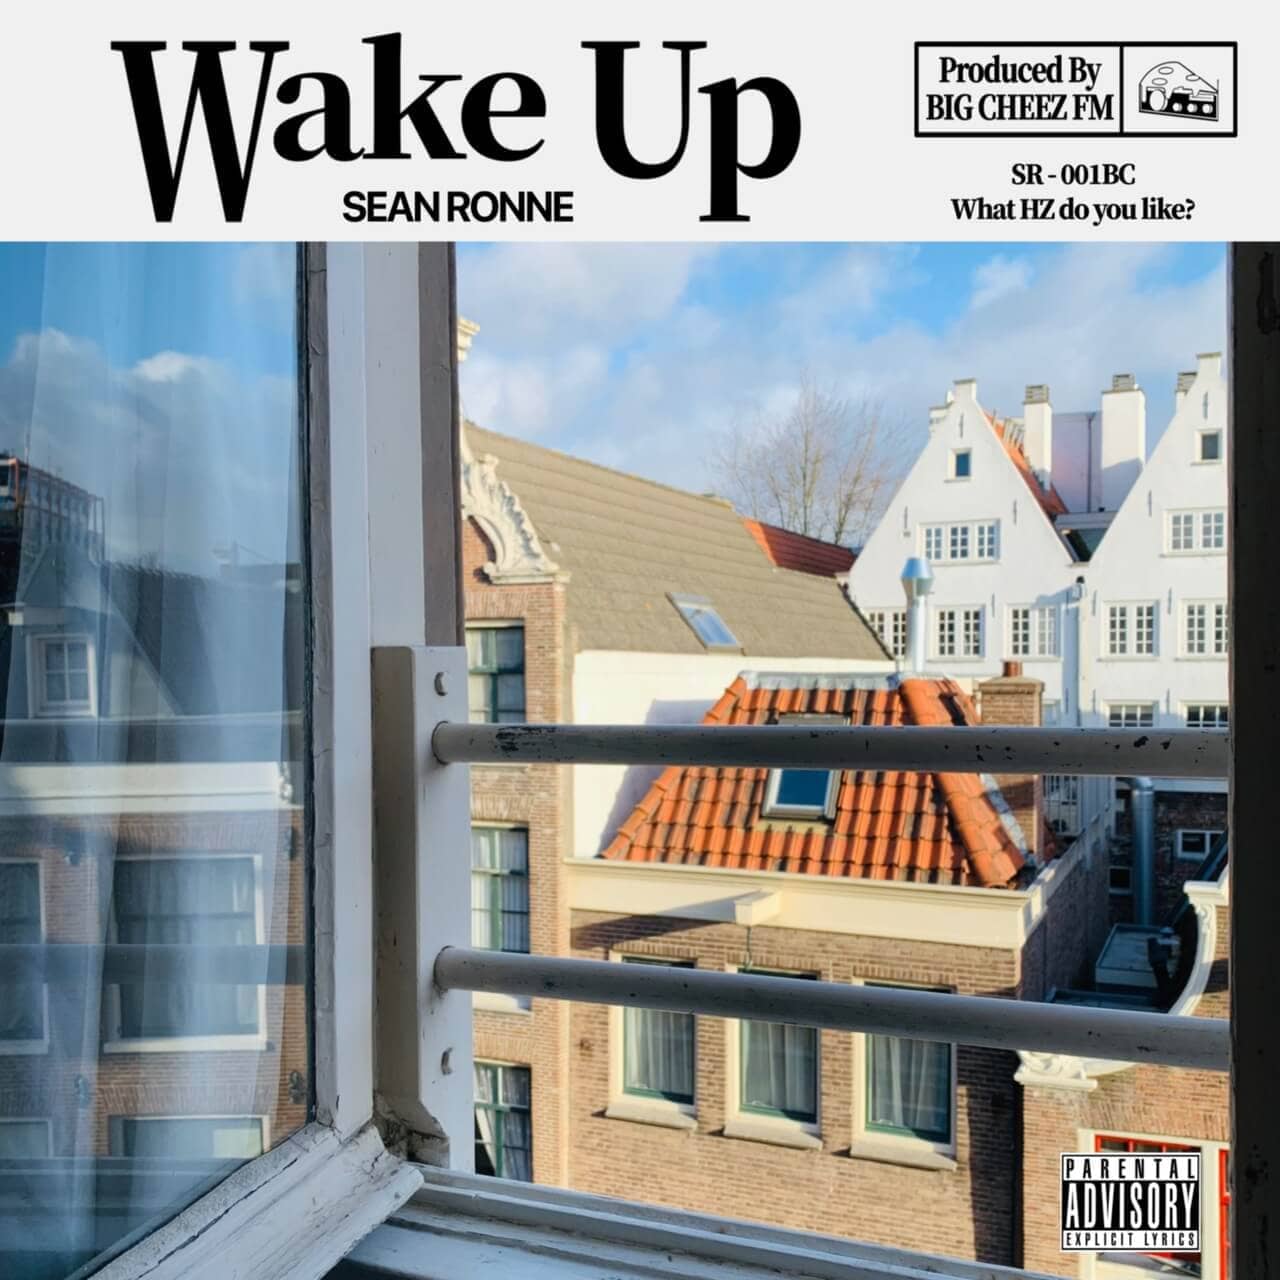 Wake Up
SEAN RONNE
Produced By
BIG CHEEZ FM
SR - 001BC
What HZ do you like?
PARENTAL
ADVISORY
EXPLICIT LYRICS